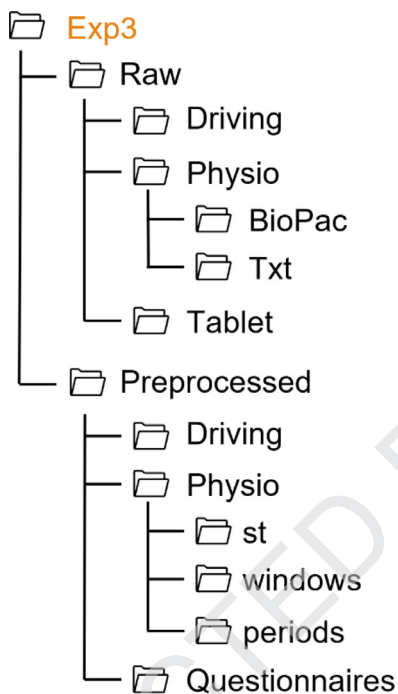 Exp3
Raw
Driving
Physio
BioPac
Txt
Tablet
Preprocessed
Driving
Physio
st
windows
periods
Questionnaires